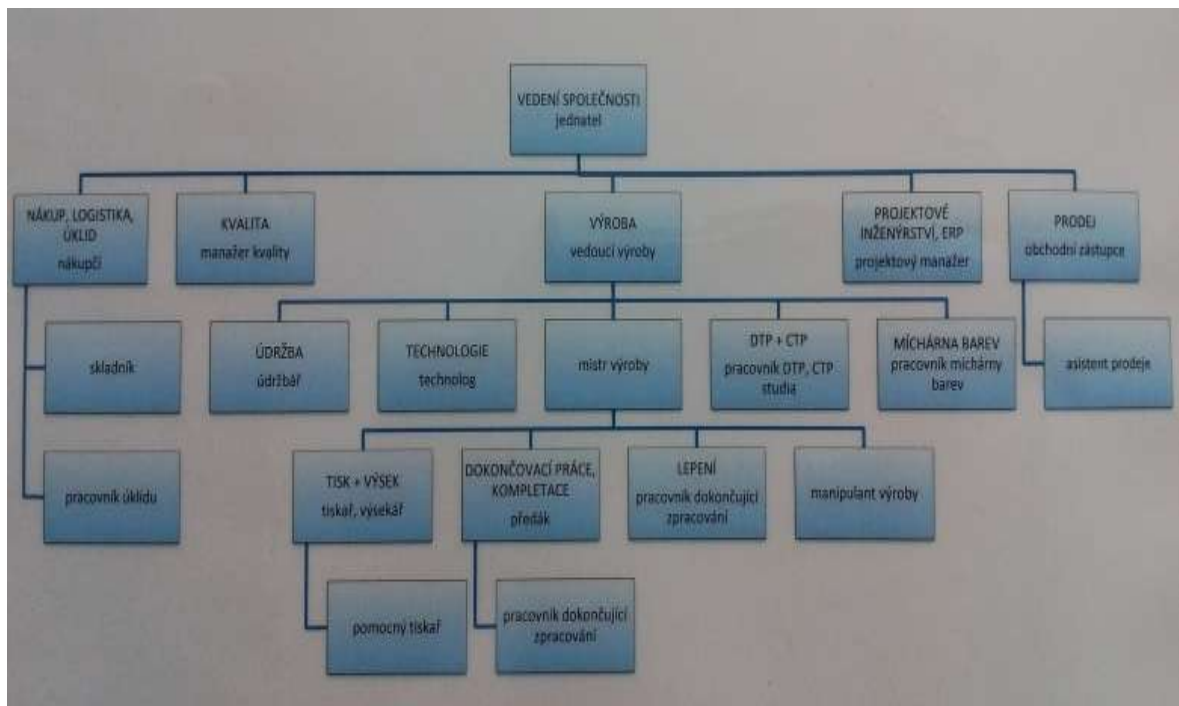 VEDENÍ SPOLEČNOSTI
jednatel
NÁKUP, LOGISTIKA,
ÚKLID
nákupčí
KVALITA
manažer kvality
VÝROBA
vedoucí výroby
PROJEKTOVÉ
INŽENÝRSTVÍ, ERP
projektový manažer
PRODEJ
obchodní zástupce
skladník
ÚDRŽBA
údržbář
TECHNOLOGIE
technolog
mistr výroby
DTP + CTP
pracovník DTP, CTP
studia
MÍCHÁRNA BAREV
pracovník míchárny
barev
asistent prodeje
pracovník úklidu
TISK + VÝSEK
tiskař, výsekář
DOKONČOVACÍ PRÁCE,
KOMPLETACE
předák
LEPENÍ
pracovník dokončující
zpracování
manipulant výroby
pomocný tiskař
pracovník dokončující
zpracování